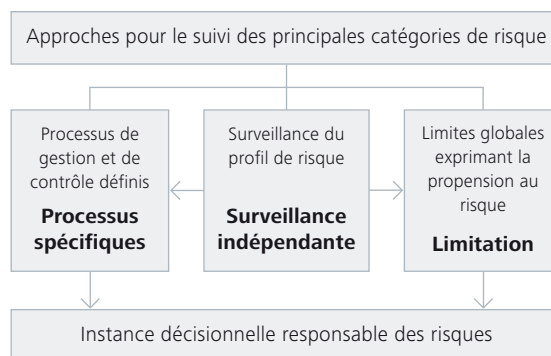 Approches pour le suivi des principales catégories de risque
Processus de
gestion et de
contrôle définis
Processus
spécifiques
Surveillance du
profil de risque
Surveillance
indépendante
Limites globales
exprimant la
propension au
risque
Limitation
Instance décisionnelle responsable des risques